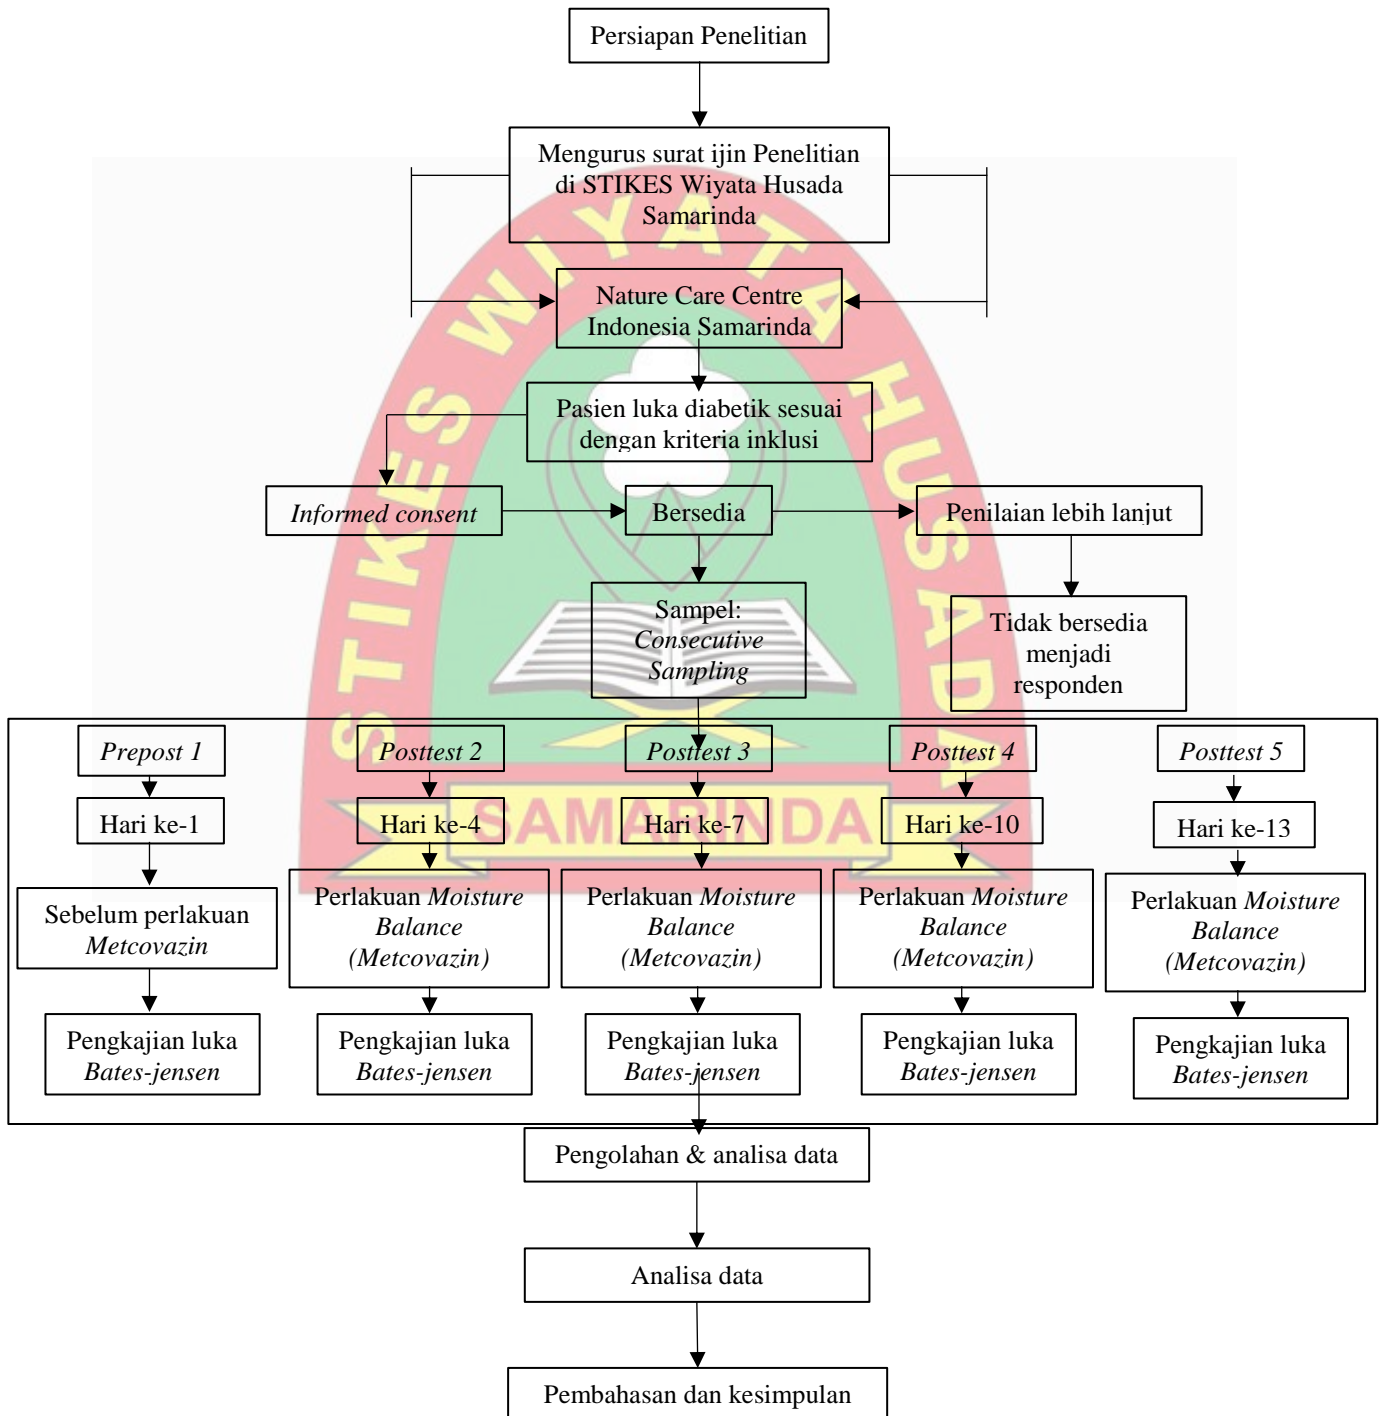 Persiapan Penelitian
Mengurus surat ijin Penelitian
di STIKES Wiyata Husada
Samarinda
Nature Care Centre
Indonesia Samarinda
Pasien luka diabetik sesuai
dengan kriteria inklusi
Informed consent
Bersedia
Penilaian lebih lanjut
Sampel:
Consecutive
Sampling
Tidak bersedia
menjadi
responden
Prepost 1
Posttest 2
Posttest 3
Posttest 4
Posttest 5
Hari ke-1
Hari ke-4
Hari ke-7
Hari ke-10
Hari ke-13
Sebelum perlakuan
Metcovazin
Perlakuan Moisture
Balance
(Metcovazin)
Perlakuan Moisture
Balance
(Metcovazin)
Perlakuan Moisture
Balance
(Metcovazin)
Perlakuan Moisture
Balance
(Metcovazin)
Pengkajian luka
Bates-jensen
Pengkajian luka
Bates-jensen
Pengkajian luka
Bates-jensen
Pengkajian luka
Bates-jensen
Pengkajian luka
Bates-jensen
Pengolahan & analisa data
Analisa data
Pembahasan dan kesimpulan
STIKES WIYATA HUSADA
SAMARINDA